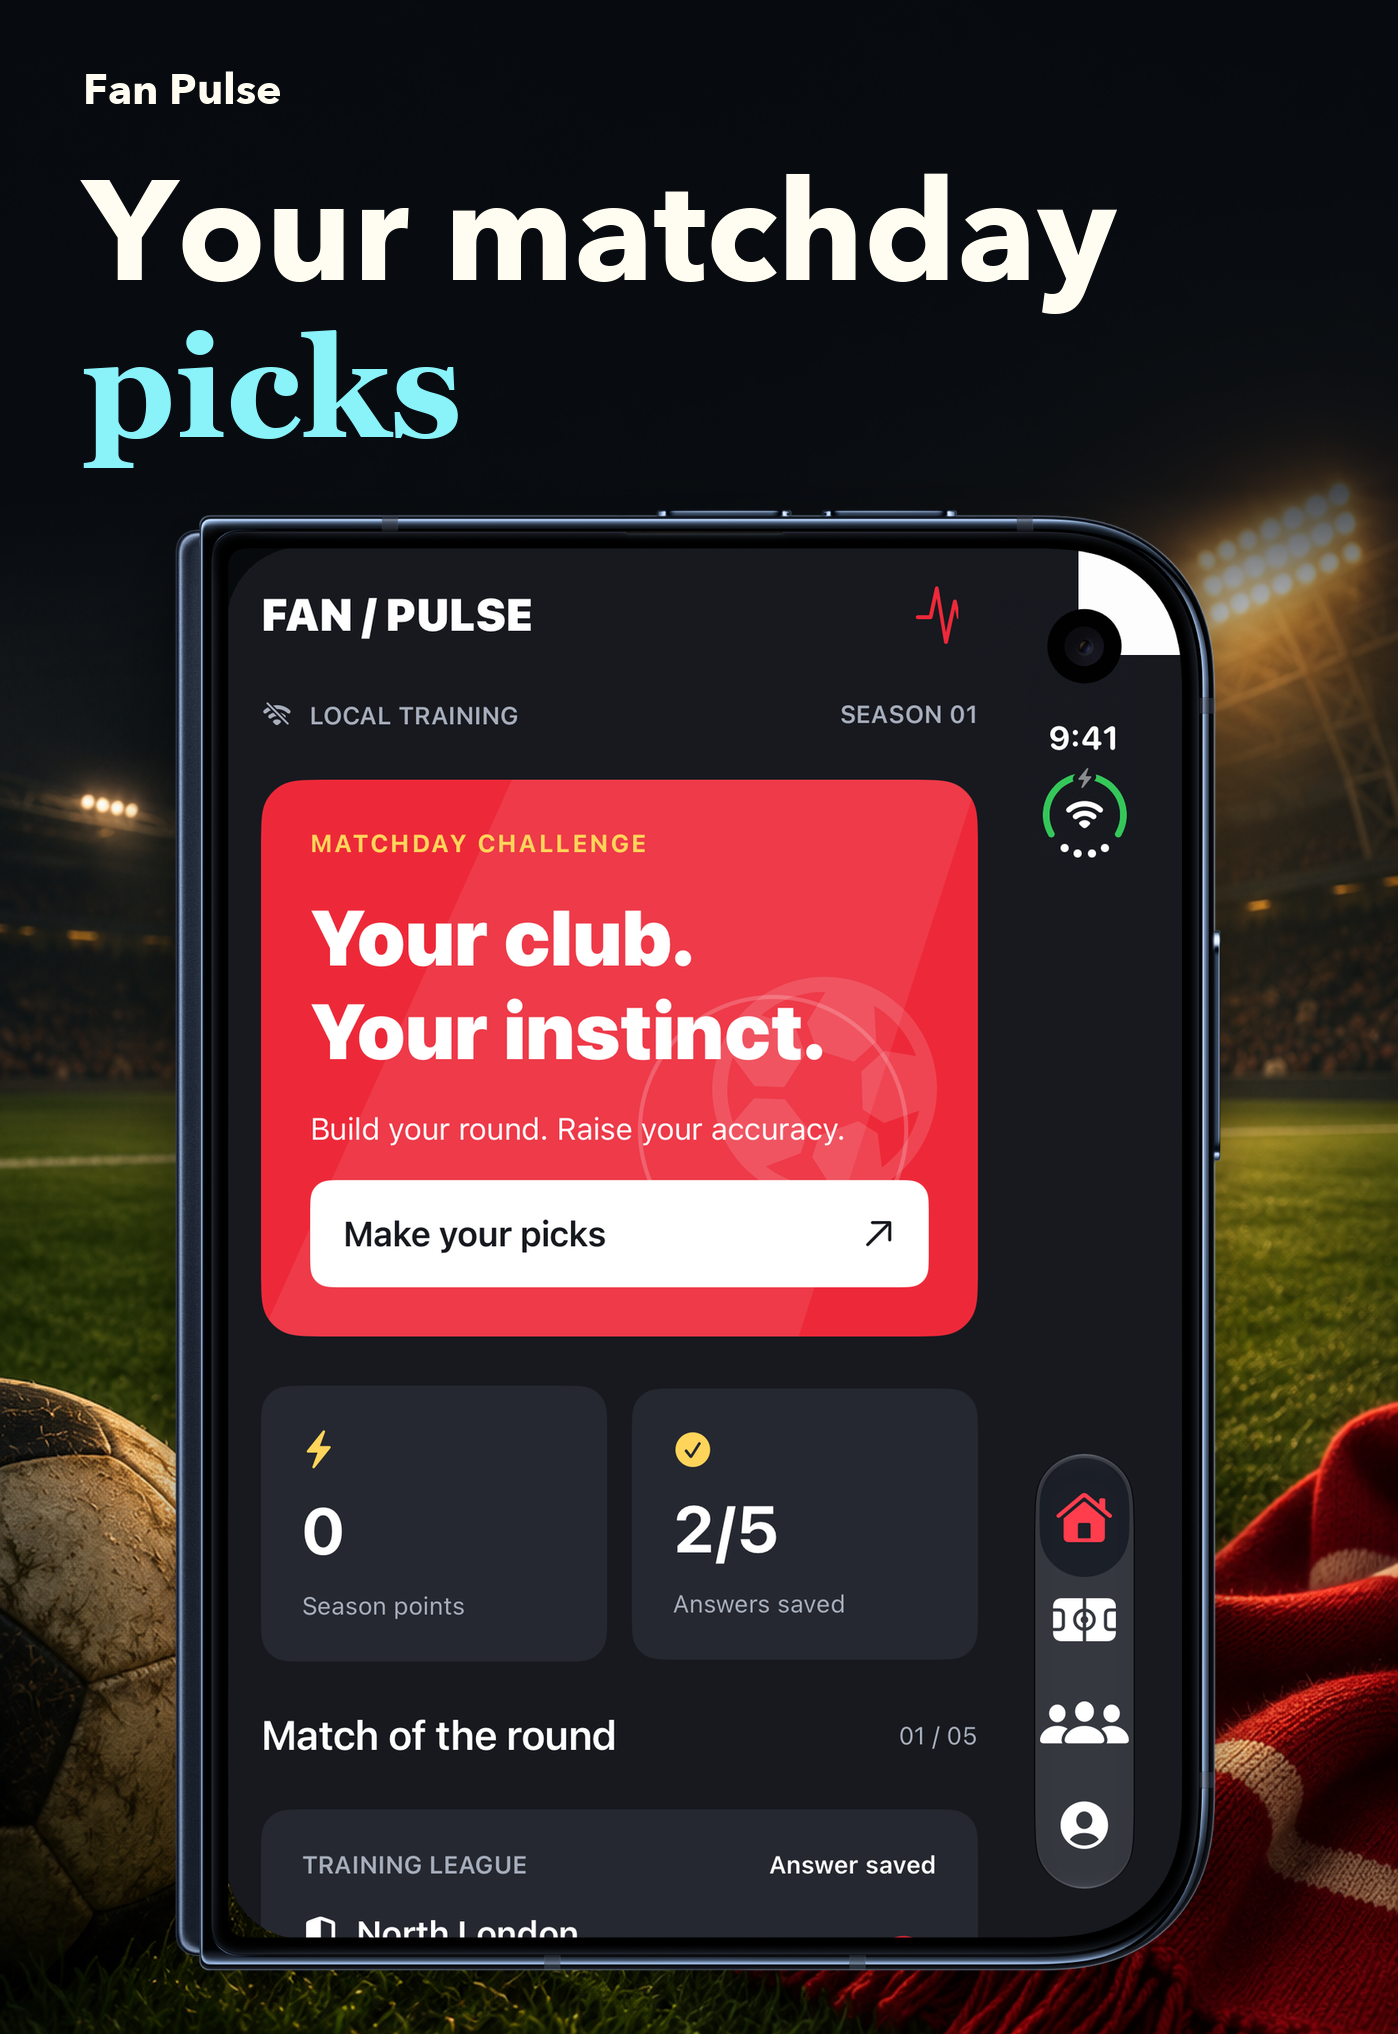 Fan Pulse
Your matchday
picks
FAN / PULSE
LOCAL TRAINING
SEASON 01
9:41
MATCHDAY CHALLENGE
Your club.
Your instinct.
Build your round. Raise your accuracy.
Make your picks
0
Season points
2/5
Answers saved
Match of the round
01 / 05
TRAINING LEAGUE
Answer saved
North London